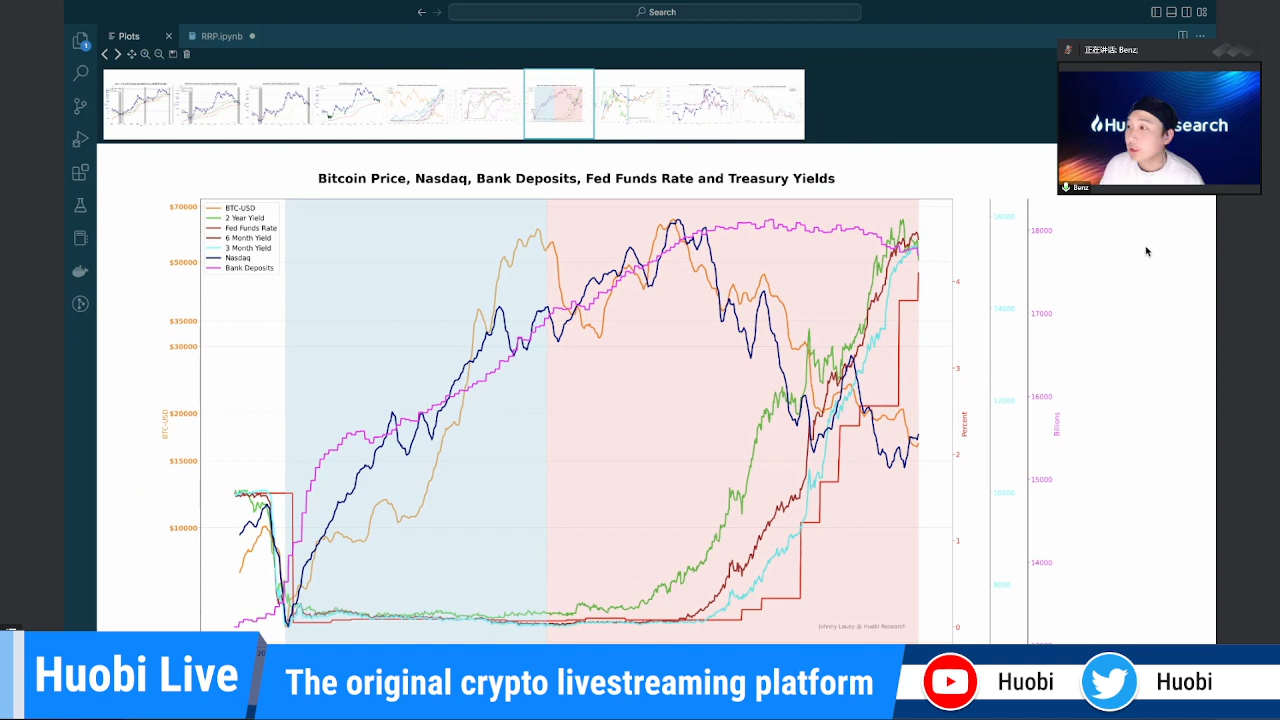 Search
Plots
RRP.ipynb
1
正在讲话: Benz
Huobi Research
Benz
Bitcoin Price, Nasdaq, Bank Deposits, Fed Funds Rate and Treasury Yields
BTC-USD
2 Year Yield
Fed Funds Rate
6 Month Yield
3 Month Yield
Nasdaq
Bank Deposits
$70000
$50000
$35000
$30000
$20000
$15000
$10000
BTC-USD
4
3
2
1
0
Percent
16000
14000
12000
10000
8000
18000
17000
16000
15000
14000
Billions
Johnny Louey @ Huobi Research
20
Huobi Live
The original crypto livestreaming platform
Huobi
Huobi